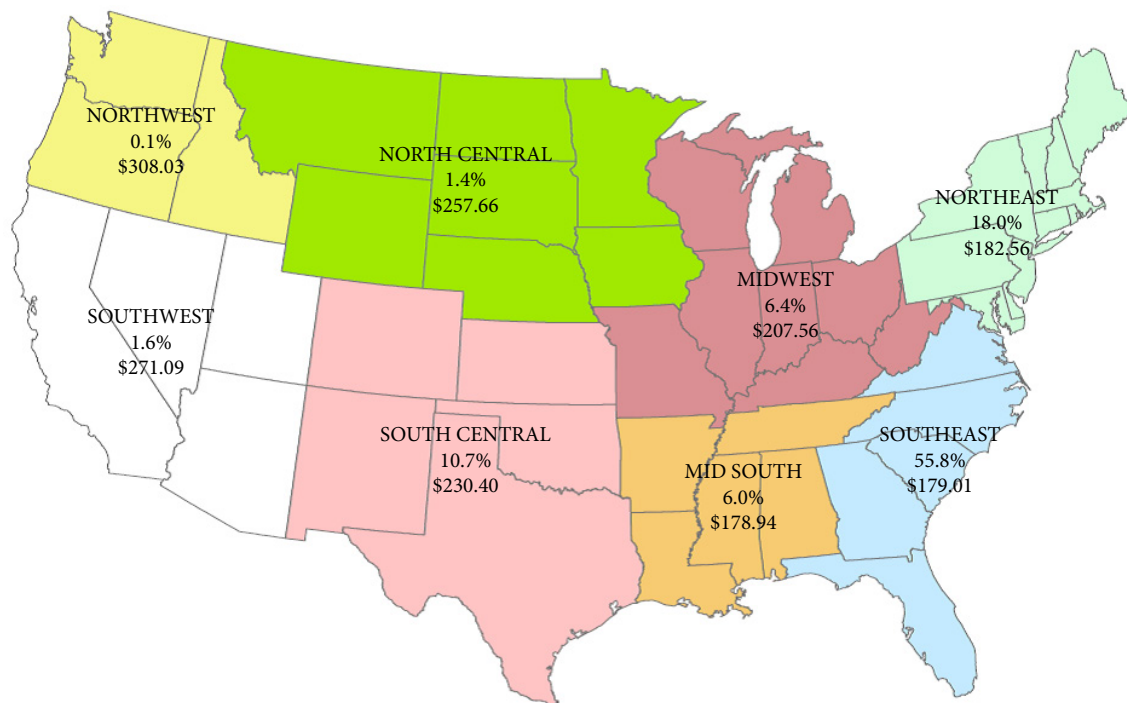 NORTHWEST
0.1%
$308.03
NORTH CENTRAL
1.4%
$257.66
NORTHEAST
18.0%
$182.56
MIDWEST
6.4%
$207.56
SOUTHWEST
1.6%
$271.09
SOUTH CENTRAL
10.7%
$230.40
MID SOUTH
6.0%
$178.94
SOUTHEAST
55.8%
$179.01